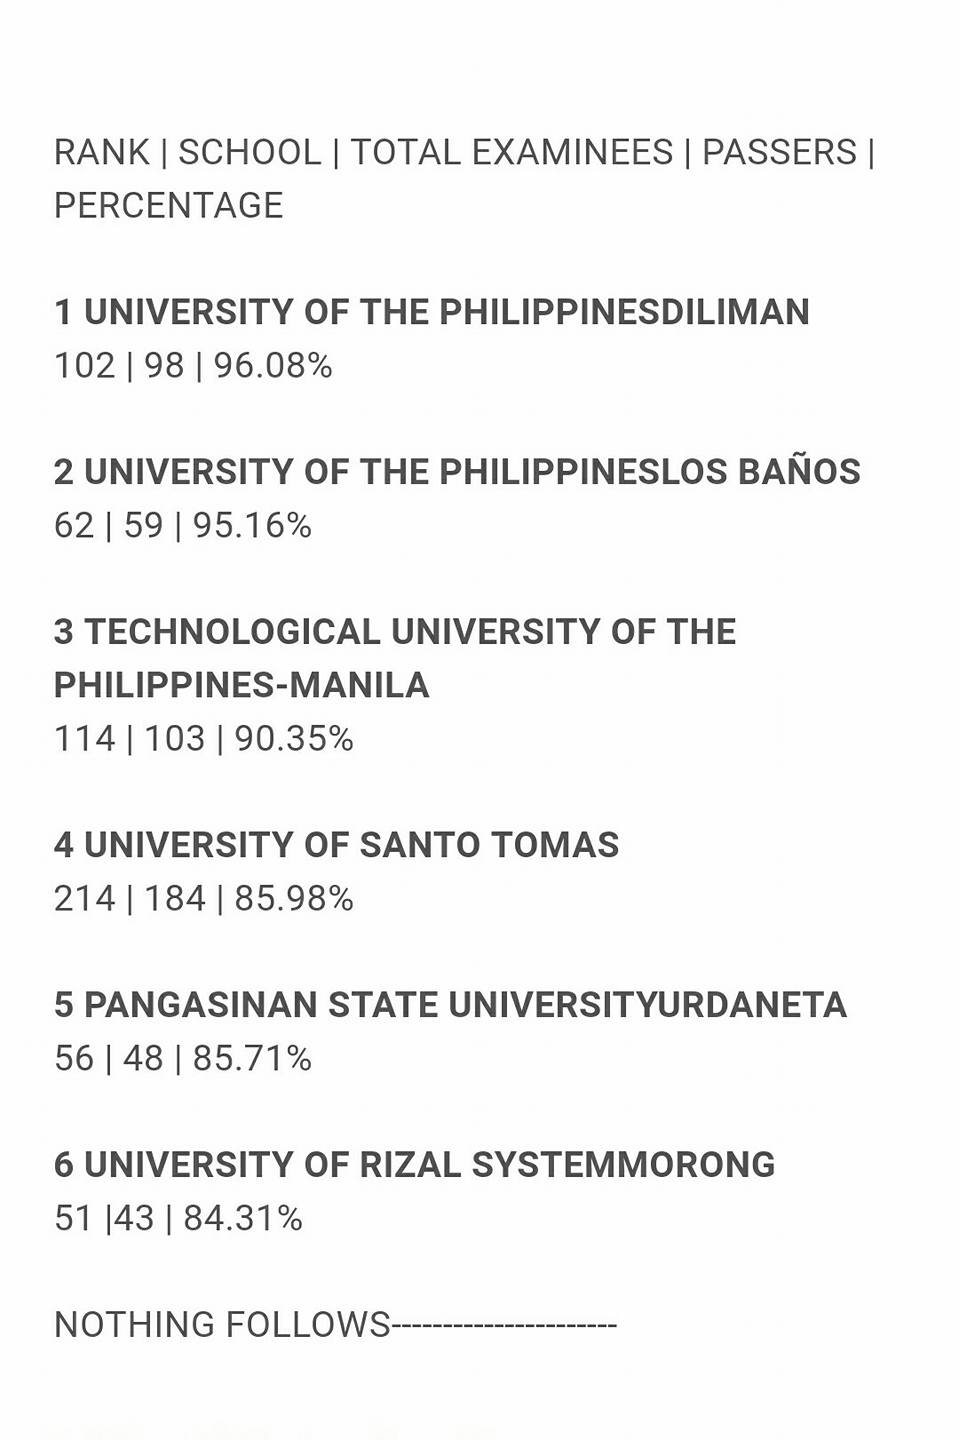 RANK | SCHOOL | TOTAL EXAMINEES | PASSERS |
PERCENTAGE
1 UNIVERSITY OF THE PHILIPPINESDILIMAN
102 | 98 | 96.08%
2 UNIVERSITY OF THE PHILIPPINESLOS BAÑOS
62 | 59 | 95.16%
3 TECHNOLOGICAL UNIVERSITY OF THE
PHILIPPINES-MANILA
114 | 103 | 90.35%
4 UNIVERSITY OF SANTO TOMAS
214 | 184 | 85.98%
5 PANGASINAN STATE UNIVERSITYURDANETA
56 | 48 | 85.71%
6 UNIVERSITY OF RIZAL SYSTEMMORONG
51 |43 | 84.31%
NOTHING FOLLOWS----------------------